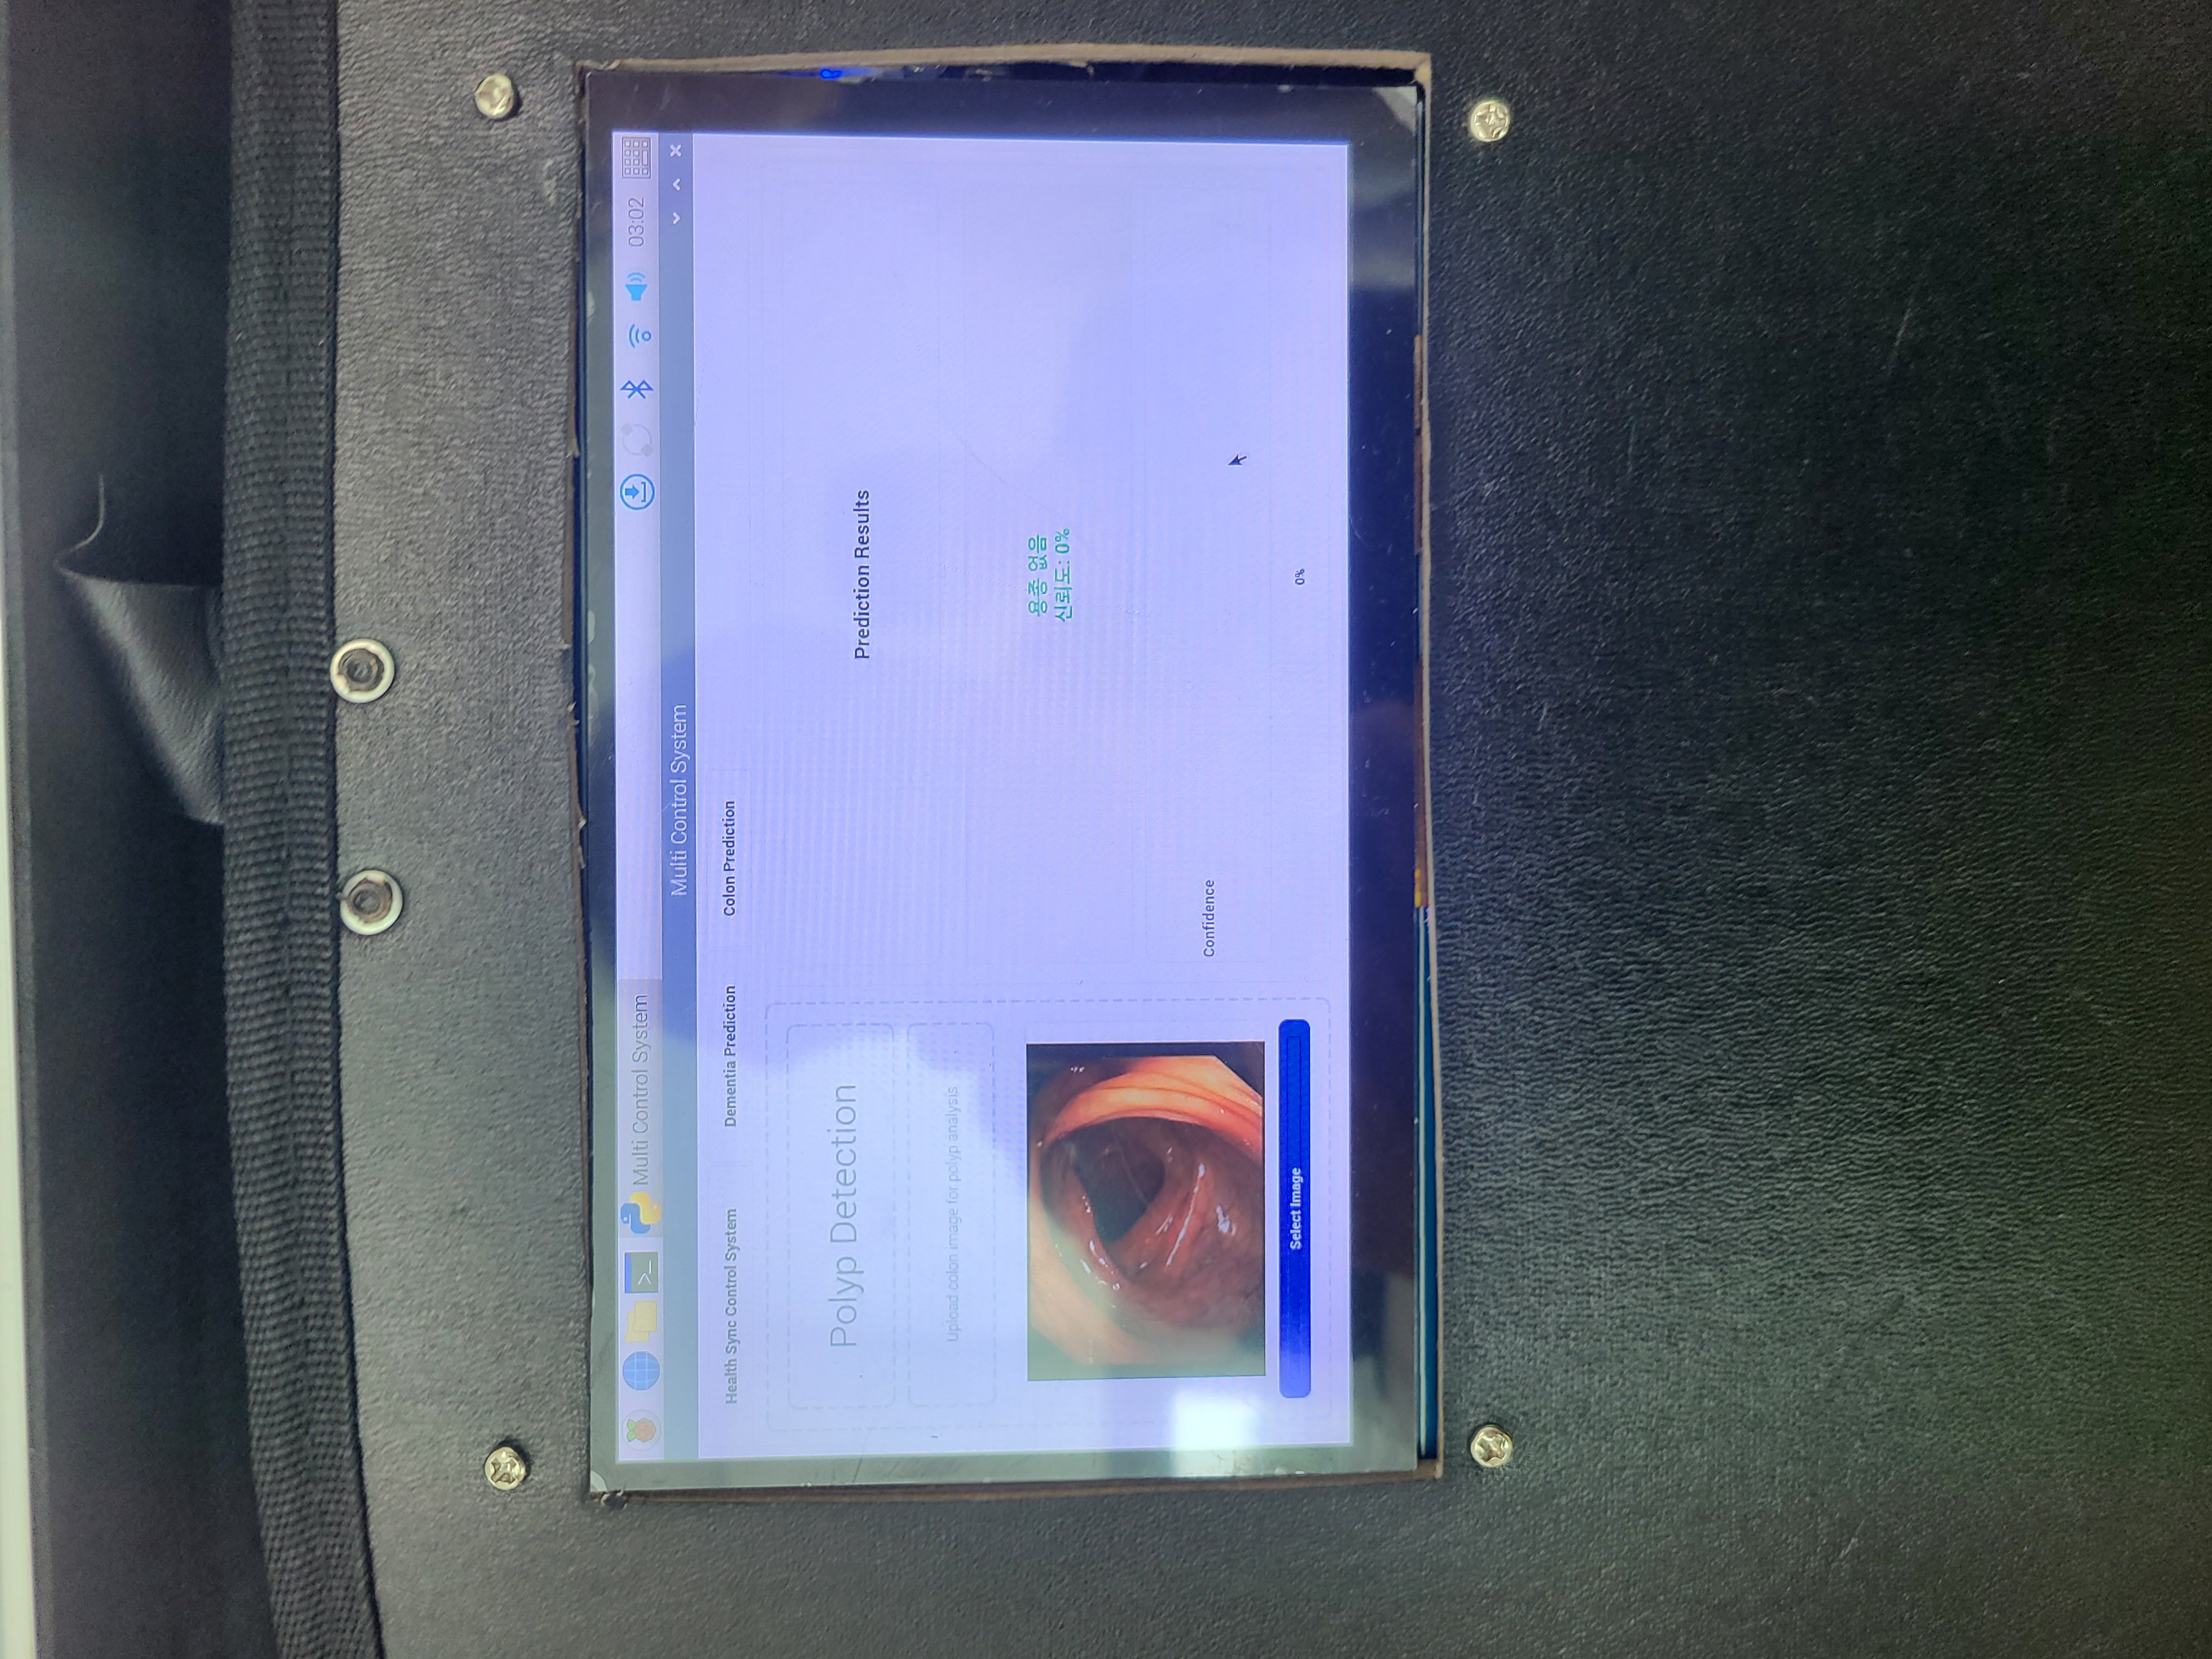 Multi Control System
03:02
Multi Control System
Health Sync Control System
Dementia Prediction
Colon Prediction
Polyp Detection
Upload colon image for polyp analysis
Select Image
Prediction Results
용종 없음
신뢰도: 0%
Confidence
0%